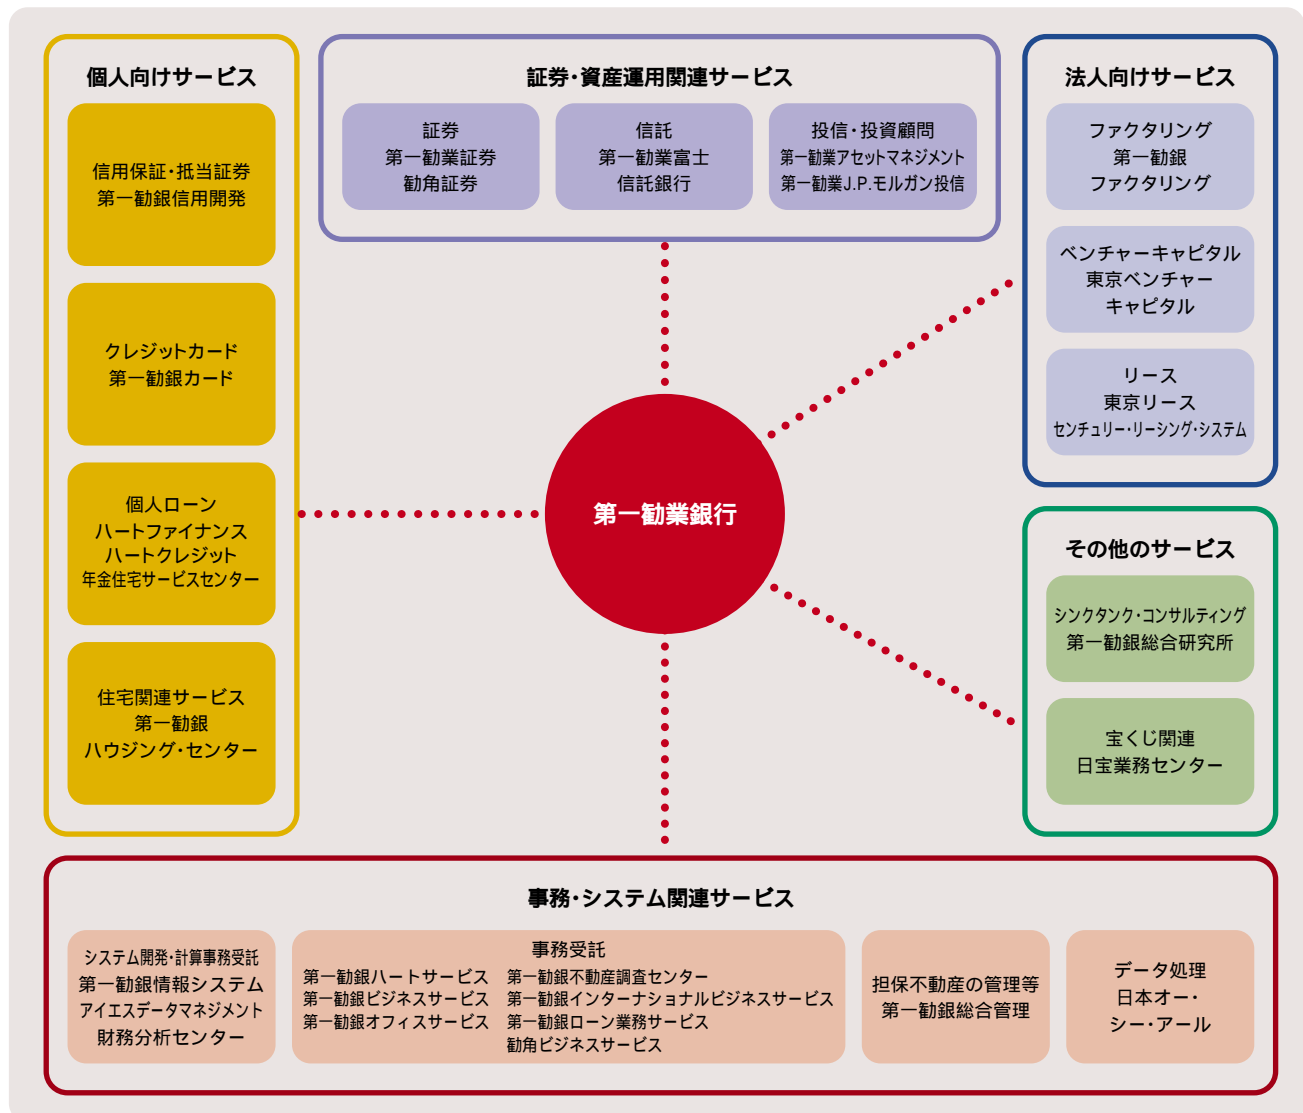 個人向けサービス
信用保証・抵当証券
第一勧銀信用開発
クレジットカード
第一勧銀カード
個人ローン
ハートファイナンス
ハートクレジット
年金住宅サービスセンター
住宅関連サービス
第一勧銀
ハウジング・センター
証券・資産運用関連サービス
証券
第一勧業証券
勧角証券
信託
第一勧業富士
信託銀行
投信・投資顧問
第一勧業アセットマネジメント
第一勧業J.P.モルガン投信
法人向けサービス
ファクタリング
第一勧銀
ファクタリング
ベンチャーキャピタル
東京ベンチャー
キャピタル
リース
東京リース
センチュリー・リーシング・システム
第一勧業銀行
その他のサービス
シンクタンク・コンサルティング
第一勧銀総合研究所
宝くじ関連
日宝業務センター
事務・システム関連サービス
システム開発・計算事務受託
第一勧銀情報システム
アイエスデータマネジメント
財務分析センター
事務受託
第一勧銀ハートサービス
第一勧銀ビジネスサービス
第一勧銀オフィスサービス
第一勧銀不動産調査センター
第一勧銀インターナショナルビジネスサービス
第一勧銀ローン業務サービス
勧角ビジネスサービス
担保不動産の管理等
第一勧銀総合管理
データ処理
日本オー・
シー・アール